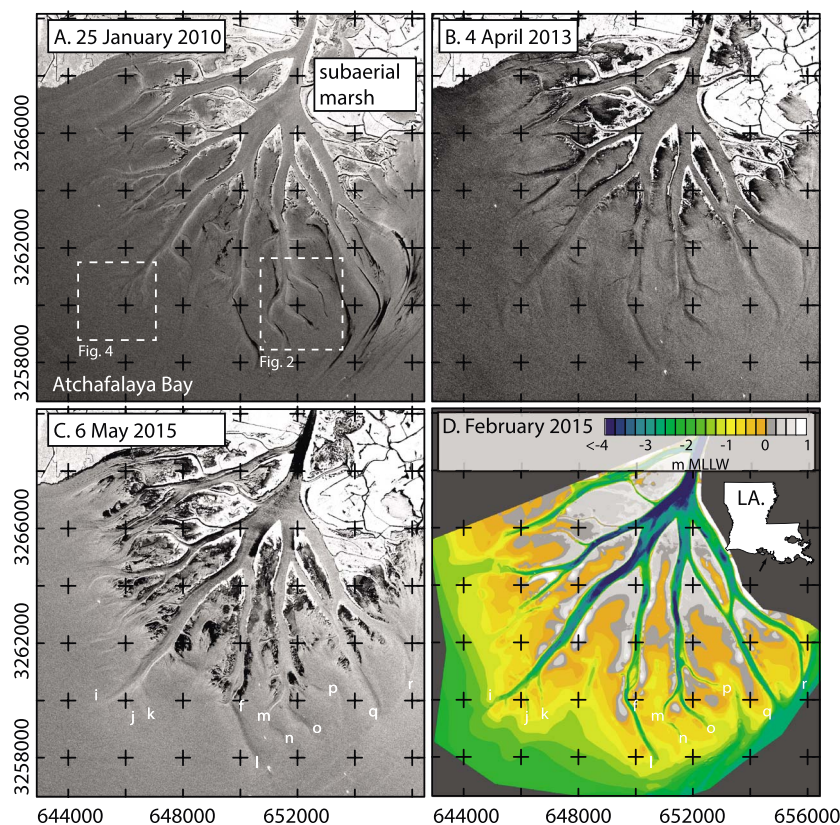 A. 25 January 2010
subaerial
marsh
Fig. 4
Fig. 2
Atchafalaya Bay
3266000
3262000
3258000
B. 4 April 2013
C. 6 May 2015
i
j
k
f
l
m
n
o
p
q
r
3266000
3262000
3258000
644000
648000
652000
D. February 2015
<-4
-3
-2
-1
0
1
m MLLW
LA.
i
j
k
f
l
m
n
o
p
q
r
644000
648000
652000
656000